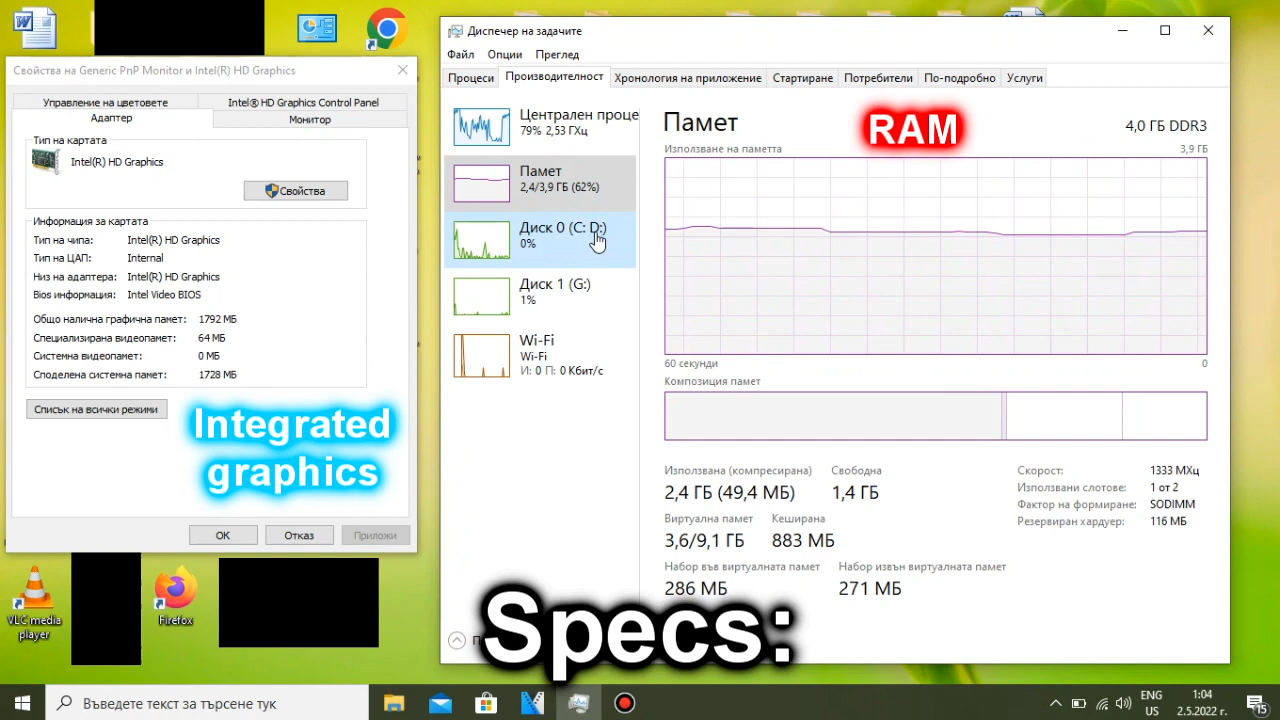 Свойства на Generic PnP Monitor и Intel(R) HD Graphics
Управление на цветовете
Intel® HD Graphics Control Panel
Адаптер
Монитор
Тип на картата
Intel(R) HD Graphics
Свойства
Информация за картата
Тип на чипа: Intel(R) HD Graphics
Тип на ЦАП: Internal
Низ на адаптера: Intel(R) HD Graphics
Bios информация: Intel Video BIOS
Общо налична графична памет: 1792 МБ
Специализирана видеопамет: 64 МБ
Системна видеопамет: 0 МБ
Споделена системна памет: 1728 МБ
Списък на всички режими
Integrated
graphics
OK
Отказ
Приложи
VLC media
player
Firefox
Диспечер на задачите
Файл Опции Преглед
Процеси Производителност Хронология на приложение Стартиране Потребители По-подробно Услуги
Централен проце
79% 2,53 ГХц
Памет
2,4/3,9 ГБ (62%)
Диск 0 (C: D:)
0%
Диск 1 (G:)
1%
Wi-Fi
Wi-Fi
И: 0 П: 0 Кбит/с
Памет
RAM
4,0 ГБ DDR3
Използване на паметта
3,9 ГБ
60 секунди
0
Композиция памет
Използвана (компресирана)
2,4 ГБ (49,4 МБ)
Свободна
1,4 ГБ
Виртуална памет
3,6/9,1 ГБ
Кеширана
883 МБ
Набор във виртуалната памет
286 МБ
Набор извън виртуалната памет
271 МБ
Скорост: 1333 МХц
Използвани слотове: 1 от 2
Фактор на формиране: SODIMM
Резервиран хардуер: 116 МБ
Specs:
Въведете текст за търсене тук
ENG
US
1:04
2.5.2022 г.
15